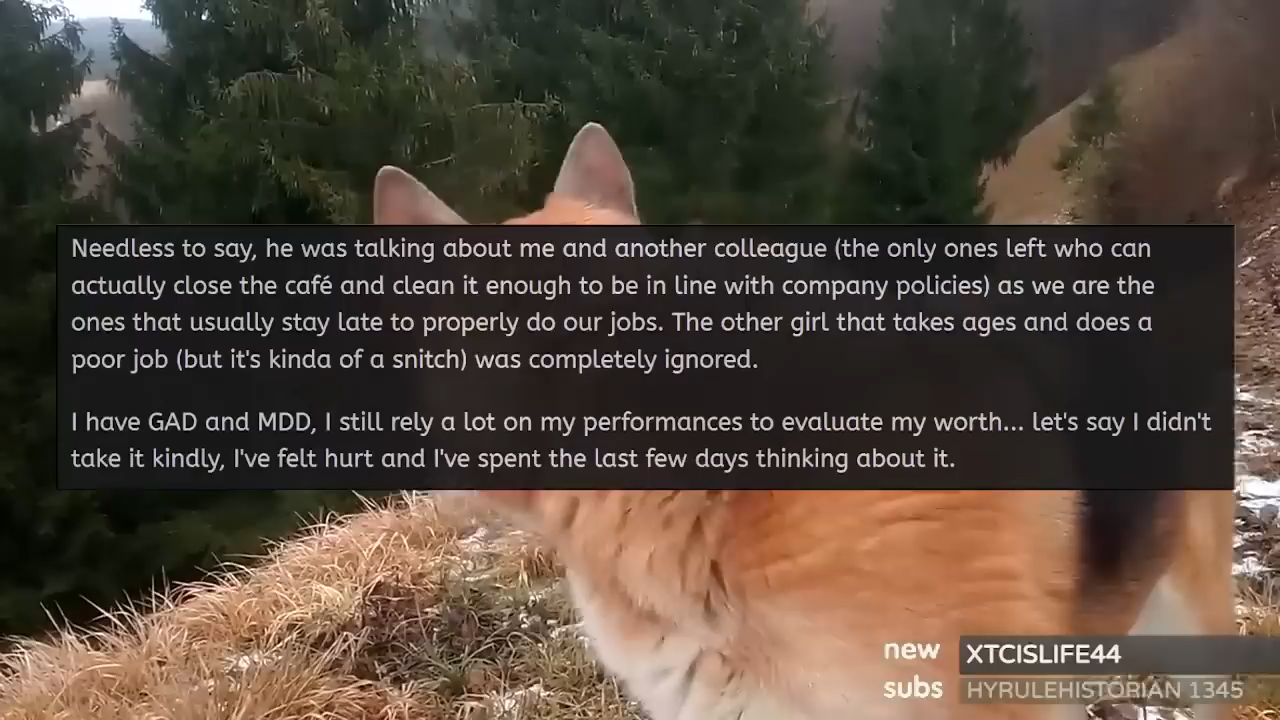 Needless to say, he was talking about me and another colleague (the only ones left who can
actually close the café and clean it enough to be in line with company policies) as we are the
ones that usually stay late to properly do our jobs. The other girl that takes ages and does a
poor job (but it's kinda of a snitch) was completely ignored.
I have GAD and MDD, I still rely a lot on my performances to evaluate my worth... let's say I didn't
take it kindly, I've felt hurt and I've spent the last few days thinking about it.
new XTCISLIFE44
subs HYRULEHISTORIAN 1345